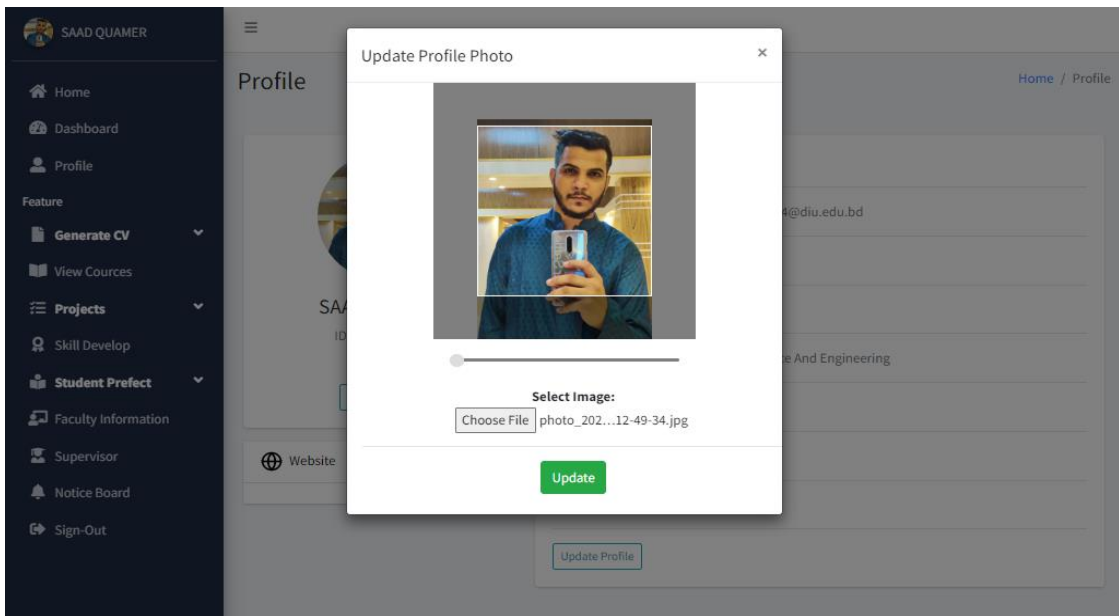 SAAD QUAMER
Home
Dashboard
Profile
Feature
Generate CV
View Cources
Projects
Skill Develop
Student Prefect
Faculty Information
Supervisor
Notice Board
Sign-Out
Profile
Home / Profile
SAA
ID
Website
4@diu.edu.bd
e And Engineering
Update Profile
Update Profile Photo
×
Select Image:
Choose File photo_202...12-49-34.jpg
Update